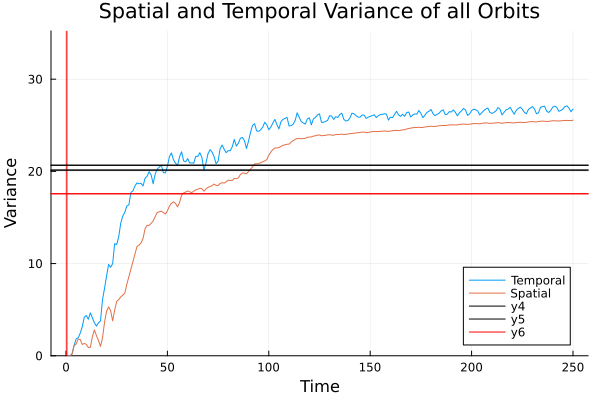 Spatial and Temporal Variance of all Orbits
Variance
30
20
10
0
0 50 100 150 200 250
Time
Temporal
Spatial
y4
y5
y6